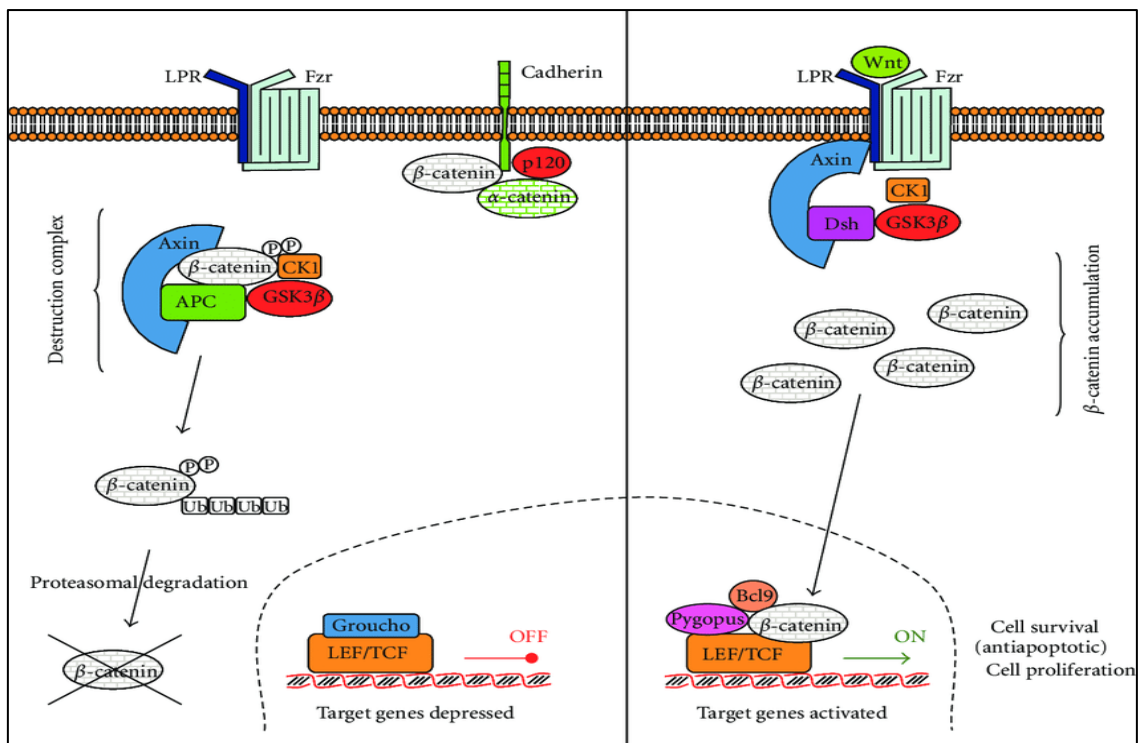 LPR
Fzr
Cadherin
β-catenin
p120
α-catenin
Destruction complex
Axin
β-catenin
P
P
CK1
APC
GSK3β
β-catenin
P
P
Ub
Ub
Ub
Ub
Proteasomal degradation
β-catenin
Groucho
LEF/TCF
OFF
Target genes depressed
Wnt
LPR
Fzr
Axin
CK1
Dsh
GSK3β
β-catenin
β-catenin
β-catenin
β-catenin
β-catenin accumulation
Bcl9
Pygopus
β-catenin
LEF/TCF
ON
Target genes activated
Cell survival
(antiapoptotic)
Cell proliferation